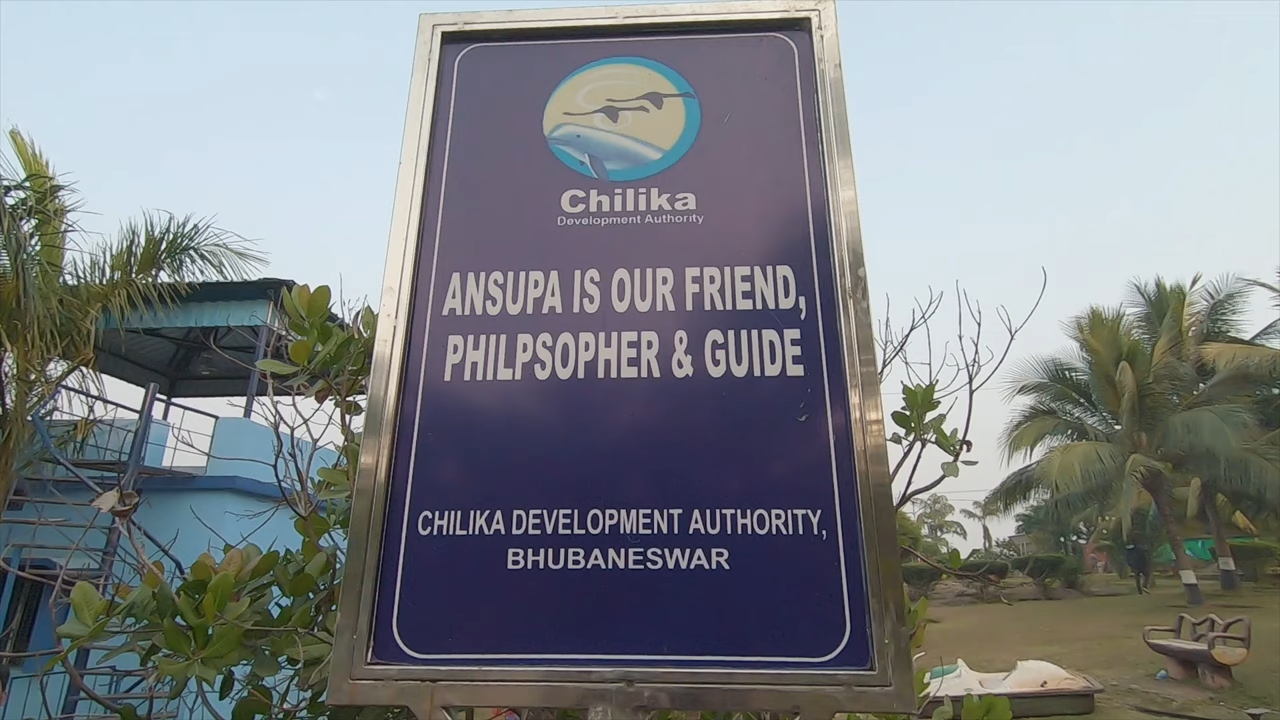 Chilika
Development Authority
ANSUPA IS OUR FRIEND,
PHILPSOPHER & GUIDE
CHILIKA DEVELOPMENT AUTHORITY,
BHUBANESWAR